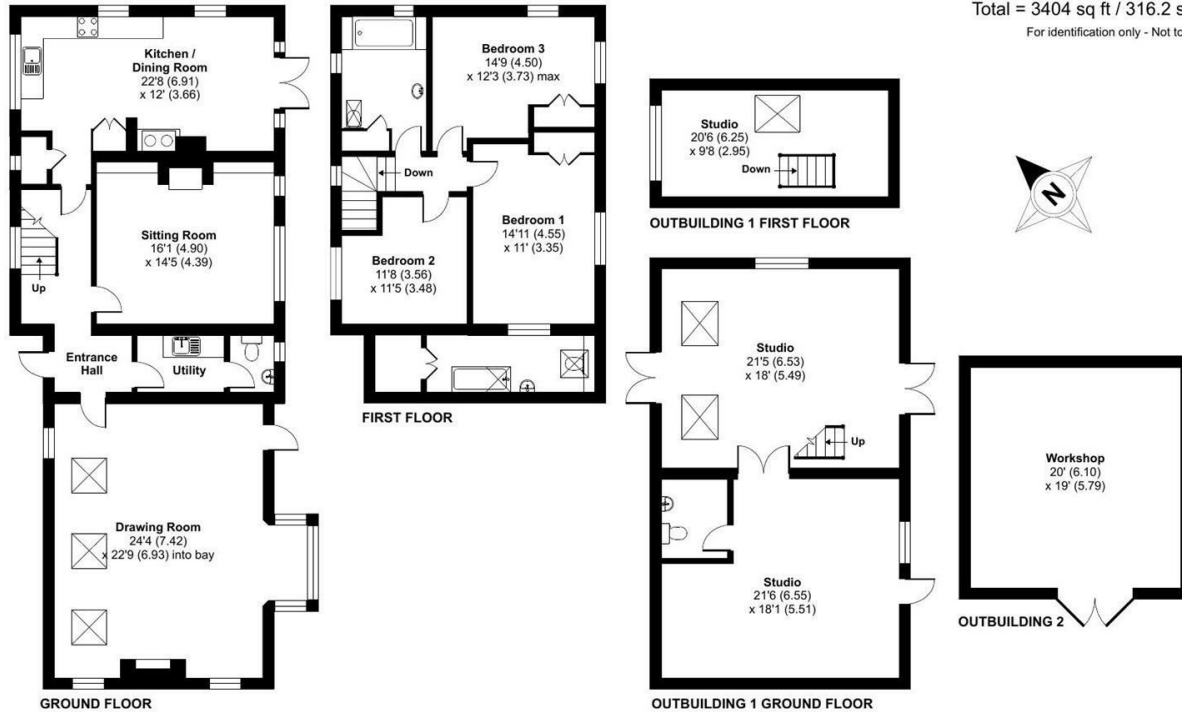 Total = 3404 sq ft / 316.2 s
For identification only - Not to
Kitchen /
Dining Room
22'8 (6.91)
x 12' (3.66)
Sitting Room
16'1 (4.90)
x 14'5 (4.39)
Up
Entrance
Hall
Utility
Drawing Room
24'4 (7.42)
x 22'9 (6.93) into bay
GROUND FLOOR
Bedroom 3
14'9 (4.50)
x 12'3 (3.73) max
Down
Bedroom 1
14'11 (4.55)
x 11' (3.35)
Bedroom 2
11'8 (3.56)
x 11'5 (3.48)
FIRST FLOOR
Studio
20'6 (6.25)
x 9'8 (2.95)
Down
OUTBUILDING 1 FIRST FLOOR
N
Studio
21'5 (6.53)
x 18' (5.49)
Up
Studio
21'6 (6.55)
x 18'1 (5.51)
OUTBUILDING 1 GROUND FLOOR
Workshop
20' (6.10)
x 19' (5.79)
OUTBUILDING 2